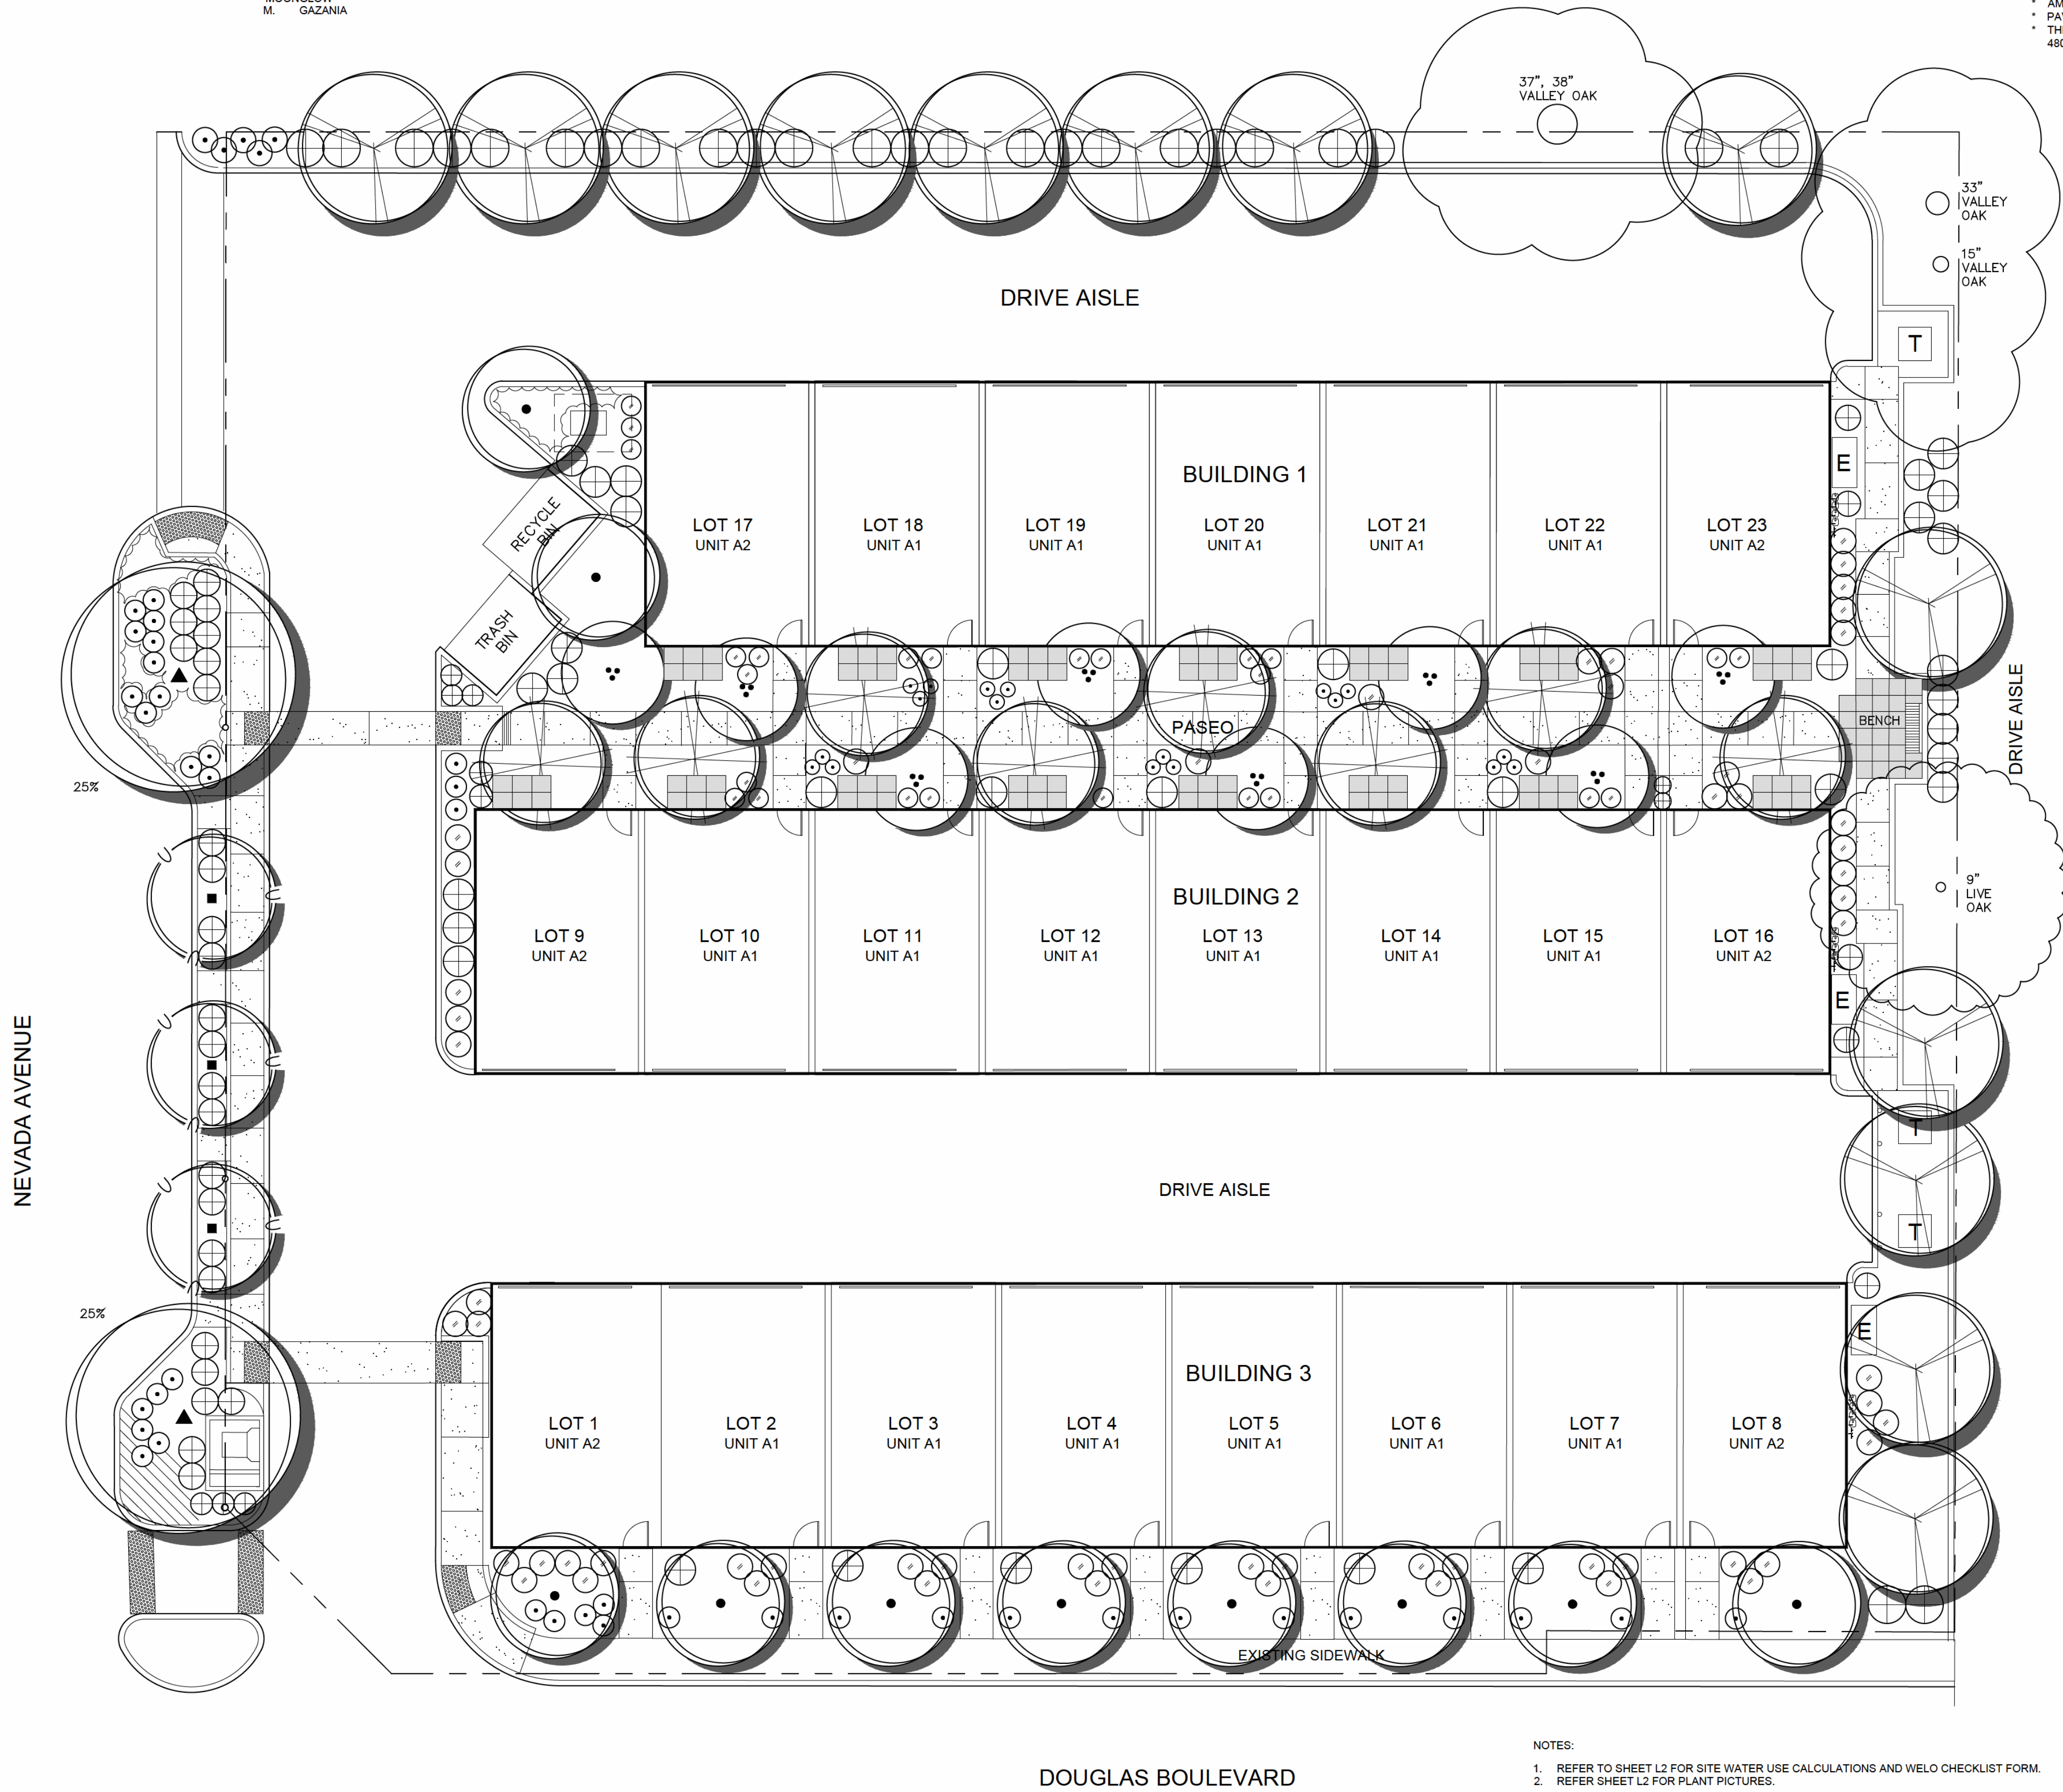 M. GAZANIA
37", 38"
VALLEY OAK
33"
VALLEY
OAK
15"
VALLEY
OAK
DRIVE AISLE
T
E
RECYCLE
BIN
TRASH
BIN
BUILDING 1
LOT 17
UNIT A2
LOT 18
UNIT A1
LOT 19
UNIT A1
LOT 20
UNIT A1
LOT 21
UNIT A1
LOT 22
UNIT A1
LOT 23
UNIT A2
PASEO
BENCH
DRIVE AISLE
25%
9"
LIVE
OAK
BUILDING 2
LOT 9
UNIT A2
LOT 10
UNIT A1
LOT 11
UNIT A1
LOT 12
UNIT A1
LOT 13
UNIT A1
LOT 14
UNIT A1
LOT 15
UNIT A1
LOT 16
UNIT A2
E
NEVADA AVENUE
T
DRIVE AISLE
T
25%
E
BUILDING 3
LOT 1
UNIT A2
LOT 2
UNIT A1
LOT 3
UNIT A1
LOT 4
UNIT A1
LOT 5
UNIT A1
LOT 6
UNIT A1
LOT 7
UNIT A1
LOT 8
UNIT A2
EXISTING SIDEWALK
DOUGLAS BOULEVARD
NOTES:
1. REFER TO SHEET L2 FOR SITE WATER USE CALCULATIONS AND WELO CHECKLIST FORM.
2. REFER SHEET L2 FOR PLANT PICTURES.